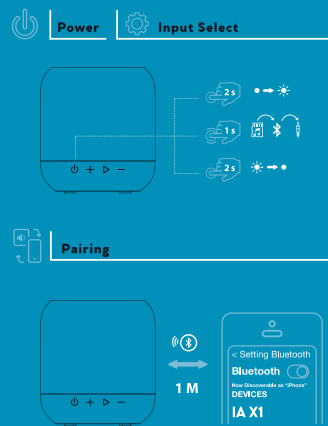 Power
Input Select
2 s
1 s
2 s
Pairing
1 M
< Setting Bluetooth
Bluetooth
Now Discoverable as "iPhone"
DEVICES
IA X1